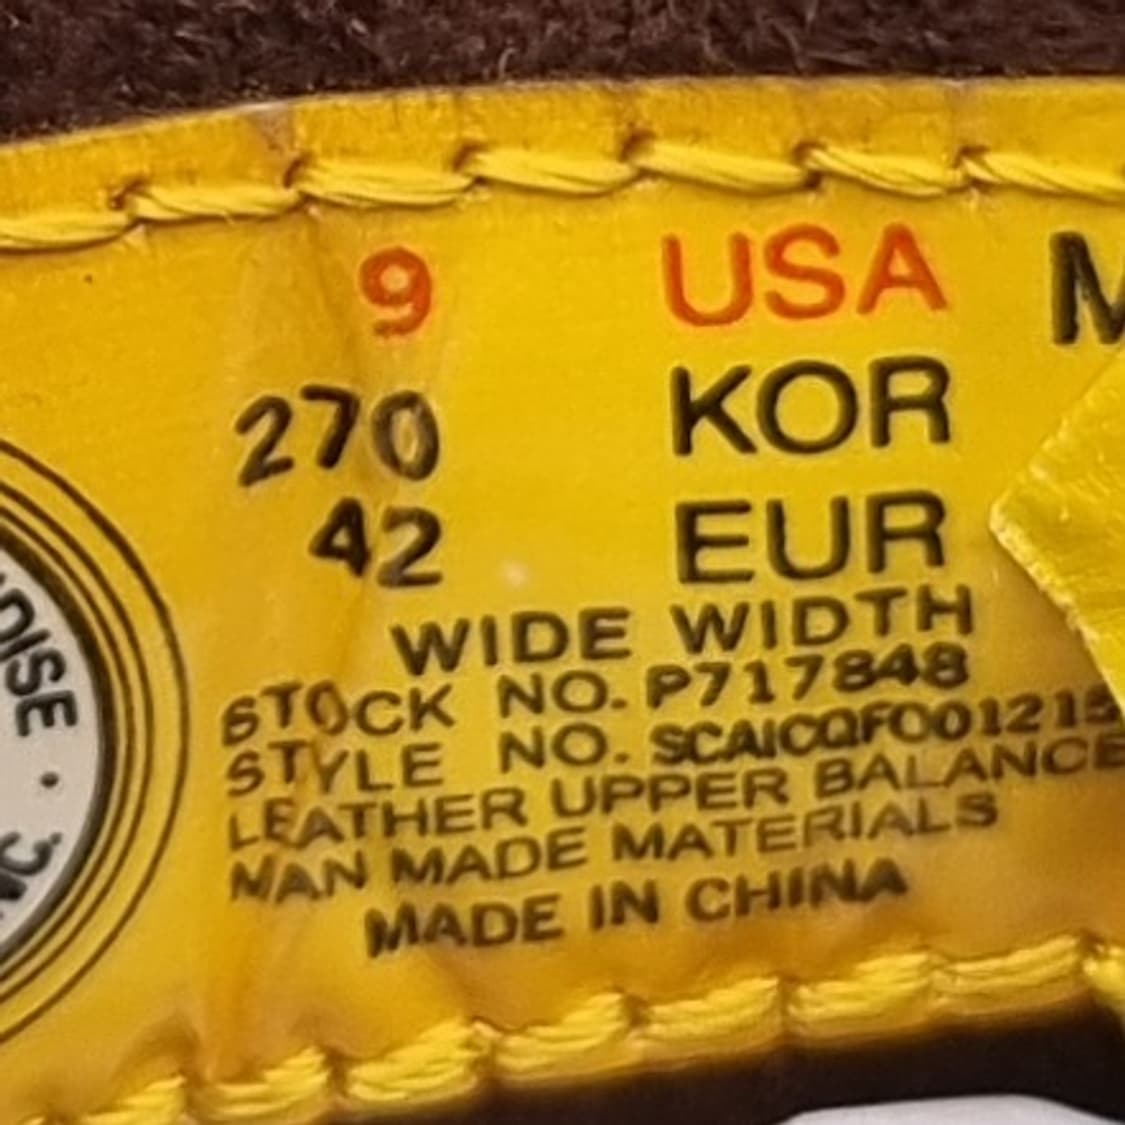 9 USA M
270 KOR
42 EUR
WIDE WIDTH
STOCK NO. P717848
STYLE NO. SCAICQFO01215
LEATHER UPPER BALANCE
MAN MADE MATERIALS
MADE IN CHINA